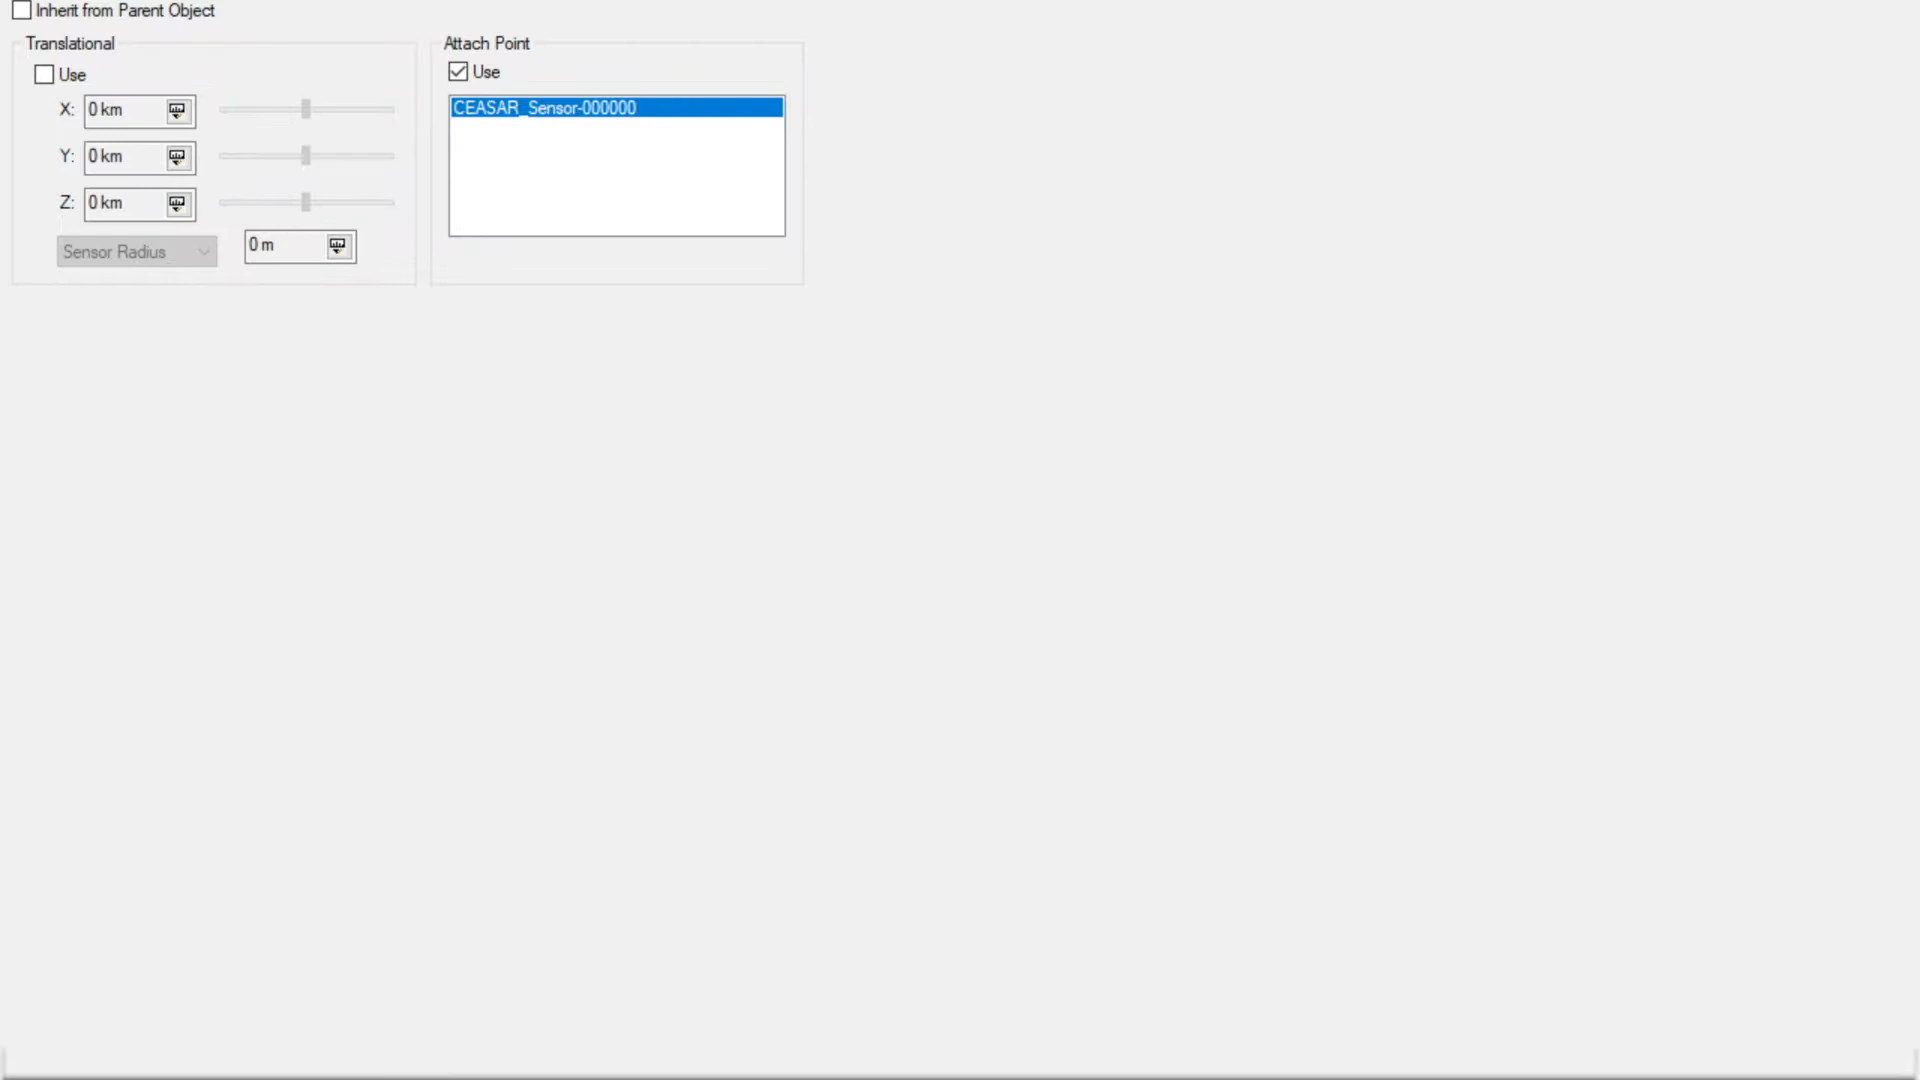 Inherit from Parent Object
Translational
Use
X: 0 km
Y: 0 km
Z: 0 km
Sensor Radius 0 m
Attach Point
Use
CEASAR_Sensor-000000